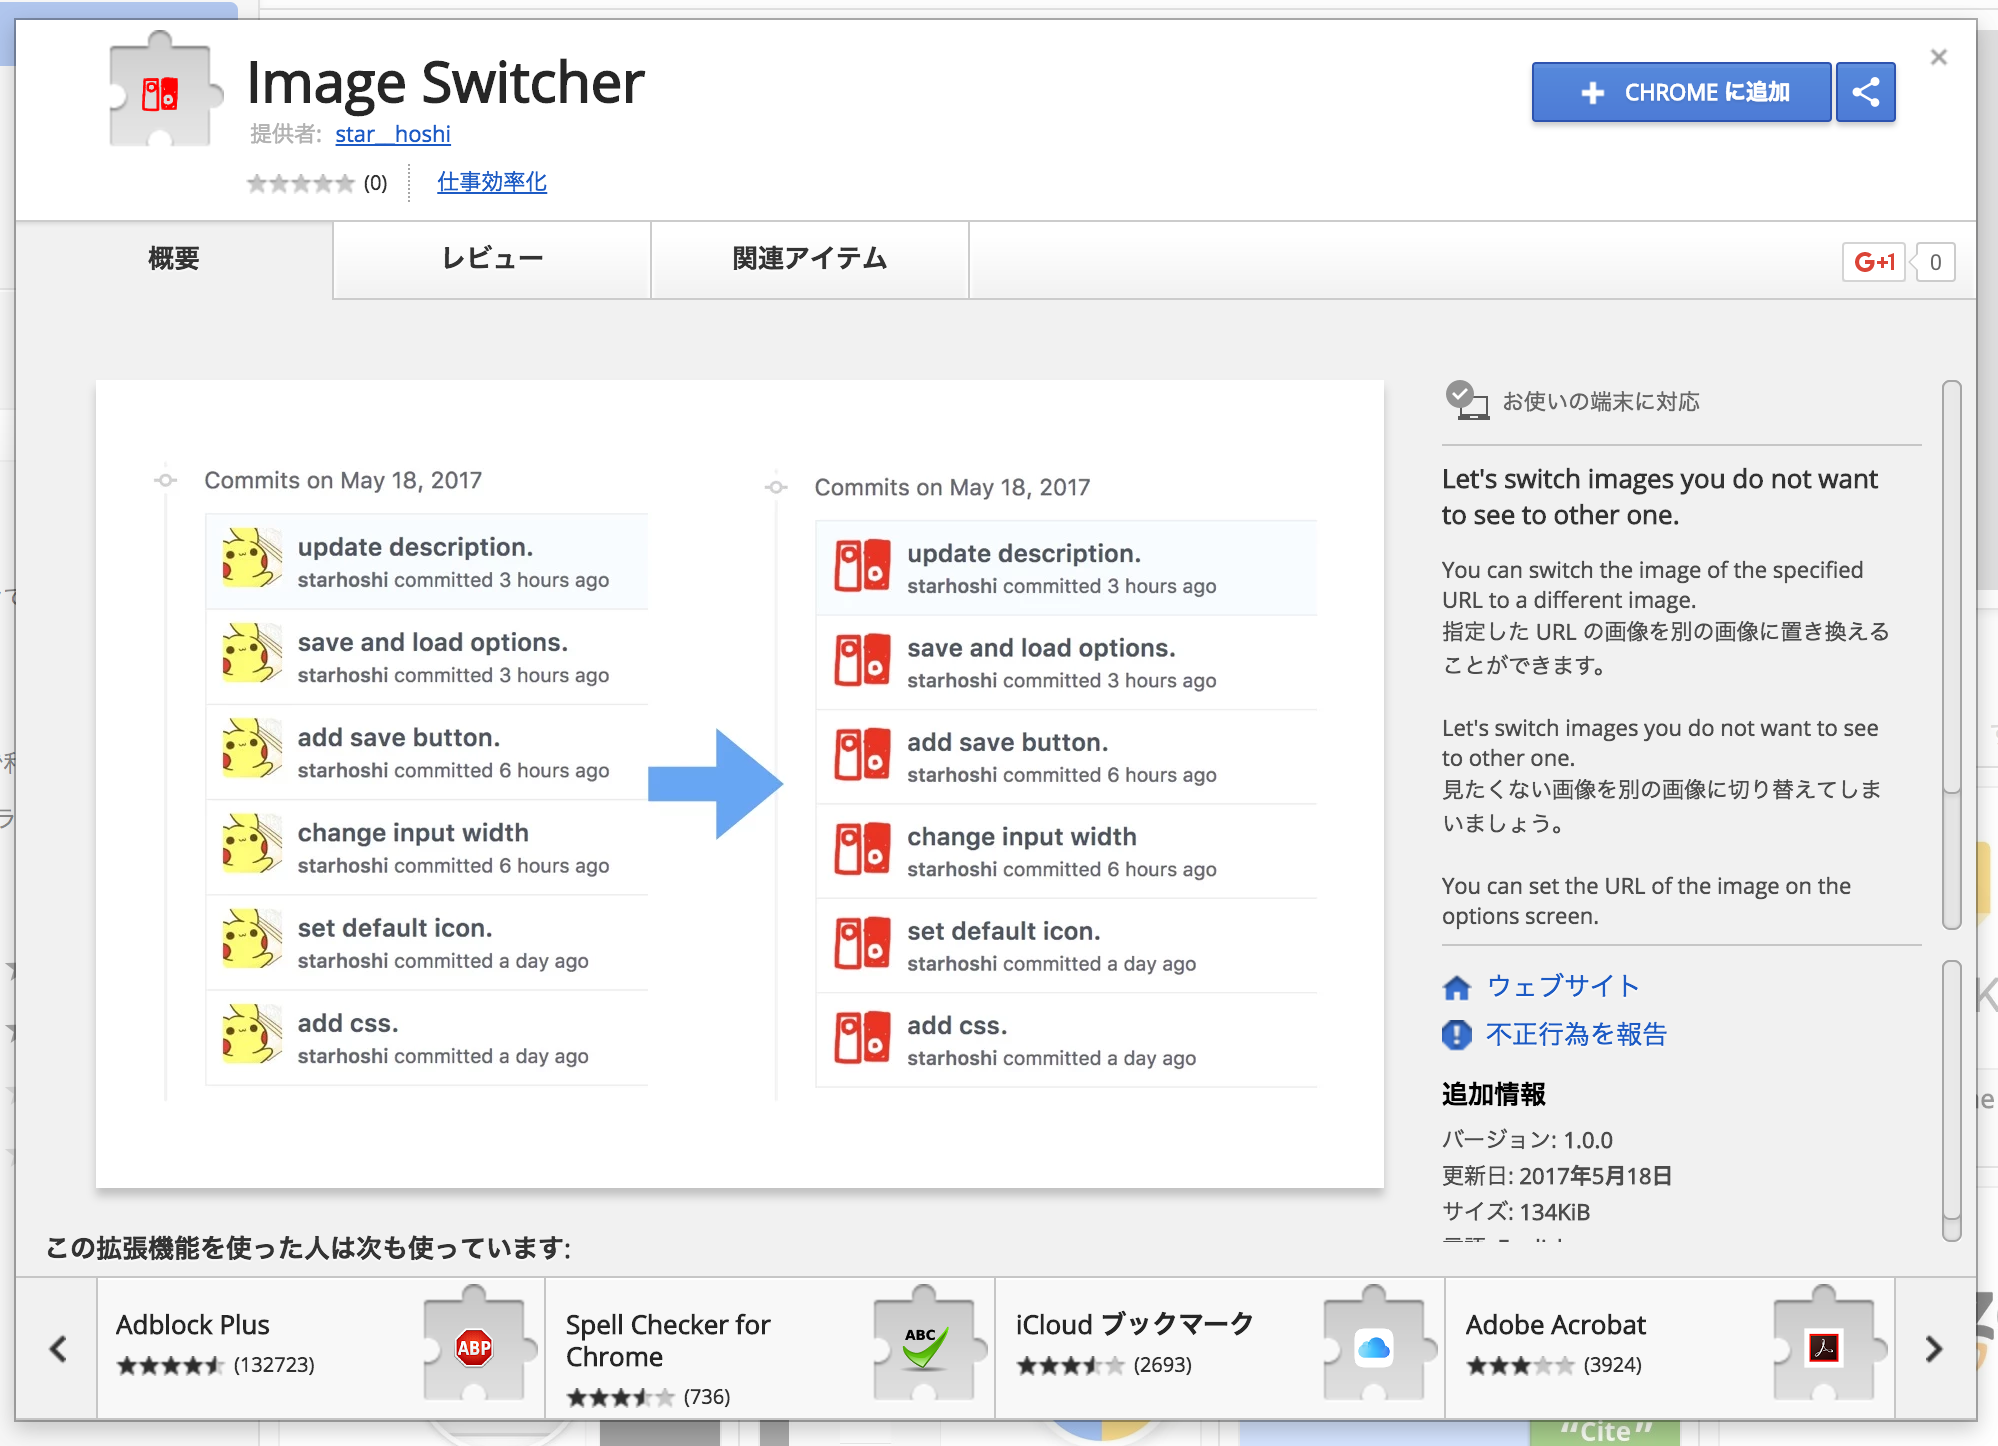 Image Switcher
提供者: star__hoshi
(0) 仕事効率化
+ CHROME に追加
概要
レビュー
関連アイテム
G+1 0
Commits on May 18, 2017
update description.
starhoshi committed 3 hours ago
save and load options.
starhoshi committed 3 hours ago
add save button.
starhoshi committed 6 hours ago
change input width
starhoshi committed 6 hours ago
set default icon.
starhoshi committed a day ago
add css.
starhoshi committed a day ago
Commits on May 18, 2017
update description.
starhoshi committed 3 hours ago
save and load options.
starhoshi committed 3 hours ago
add save button.
starhoshi committed 6 hours ago
change input width
starhoshi committed 6 hours ago
set default icon.
starhoshi committed a day ago
add css.
starhoshi committed a day ago
お使いの端末に対応
Let's switch images you do not want
to see to other one.
You can switch the image of the specified
URL to a different image.
指定した URL の画像を別の画像に置き換える
ことができます。
Let's switch images you do not want to see
to other one.
見たくない画像を別の画像に切り替えてしま
いましょう。
You can set the URL of the image on the
options screen.
ウェブサイト
不正行為を報告
追加情報
バージョン: 1.0.0
更新日: 2017年5月18日
サイズ: 134KiB
この拡張機能を使った人は次も使っています:
Adblock Plus
(132723)
ABP
Spell Checker for
Chrome
(736)
ABC
iCloud ブックマーク
(2693)
Adobe Acrobat
(3924)
“Cite”